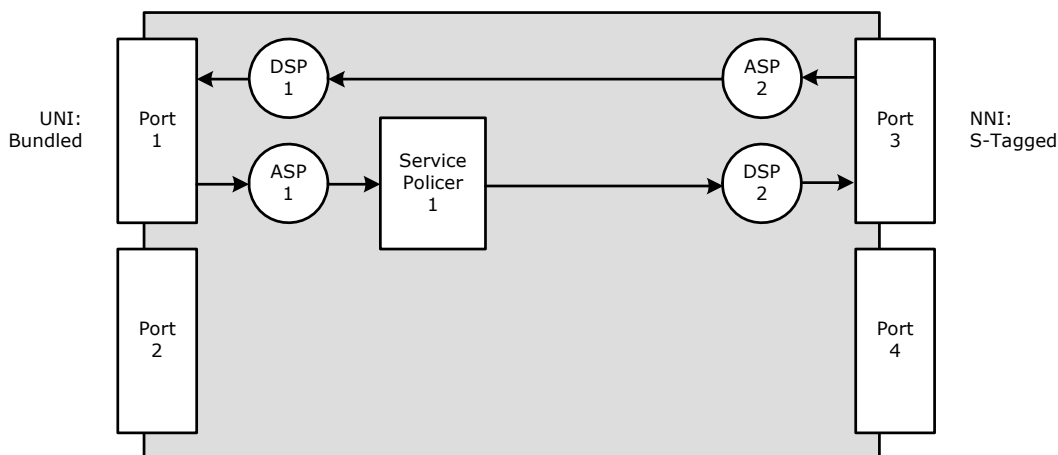 DSP
1
ASP
2
UNI:
Bundled
Port
1
Port
3
NNI:
S-Tagged
ASP
1
Service
Policer
1
DSP
2
Port
2
Port
4